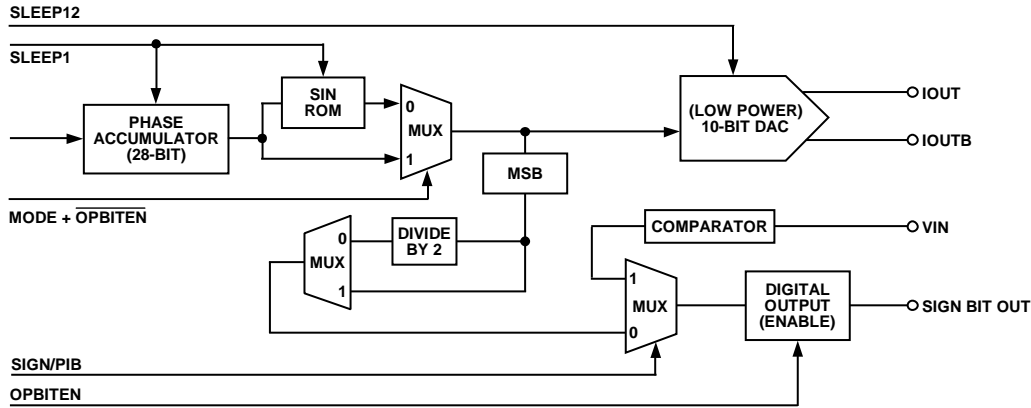 SLEEP12
SLEEP1
SIN
ROM
0
MUX
1
PHASE
ACCUMULATOR
(28-BIT)
(LOW POWER)
10-BIT DAC
IOUT
IOUTB
MSB
MODE + OPBITEN
0
MUX
1
DIVIDE
BY 2
COMPARATOR
VIN
1
MUX
0
DIGITAL
OUTPUT
(ENABLE)
SIGN BIT OUT
SIGN/PIB
OPBITEN